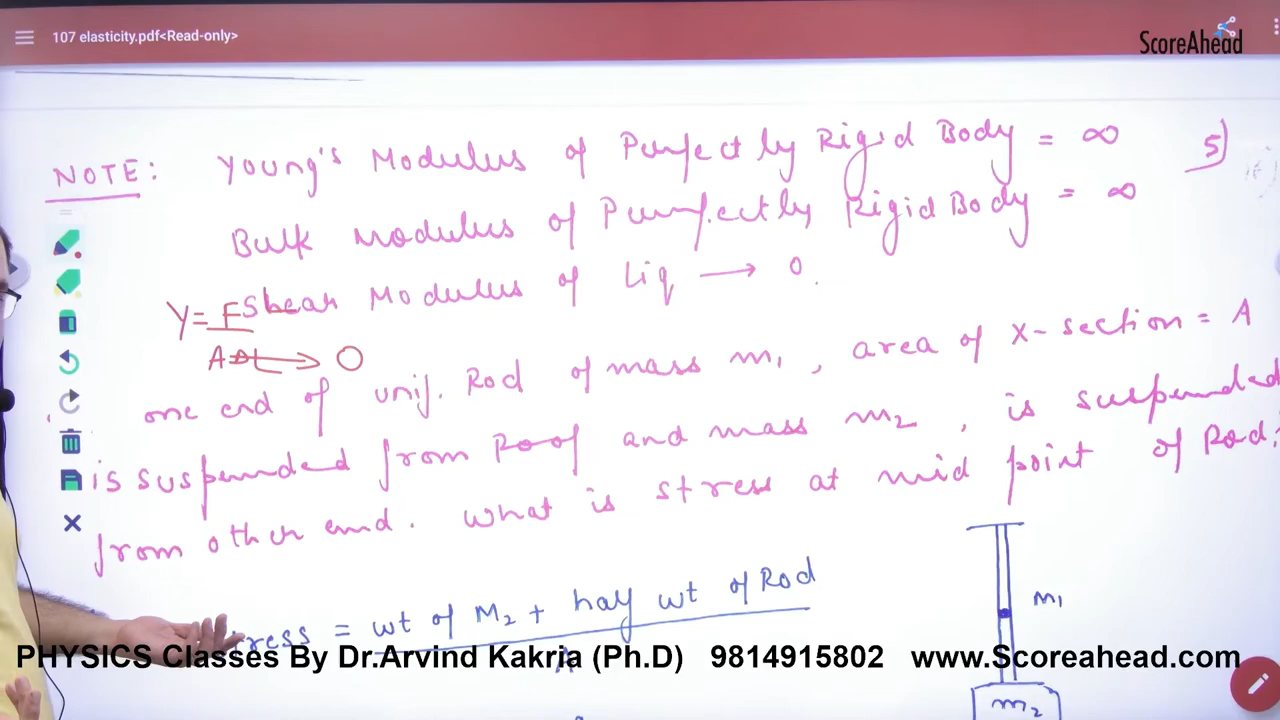 107 elasticity.pdf<Read-only>
ScoreAhead
NOTE: Young's Modulus of Perfectly Rigid Body = ∞
5)
Bulk Modulus of Perfectly Rigid Body = ∞
Shear Modulus of Liq → 0.
Y = F
A Δl → 0
one end of unif. Rod of mass m₁, area of X-section = A
is suspended from Roof and mass m₂, is suspended
from other end. What is stress at mid point of Rod?
stress = wt of M₂ + half wt of Rod
A
M₁
m₂
PHYSICS Classes By Dr.Arvind Kakria (Ph.D) 9814915802 www.Scoreahead.com